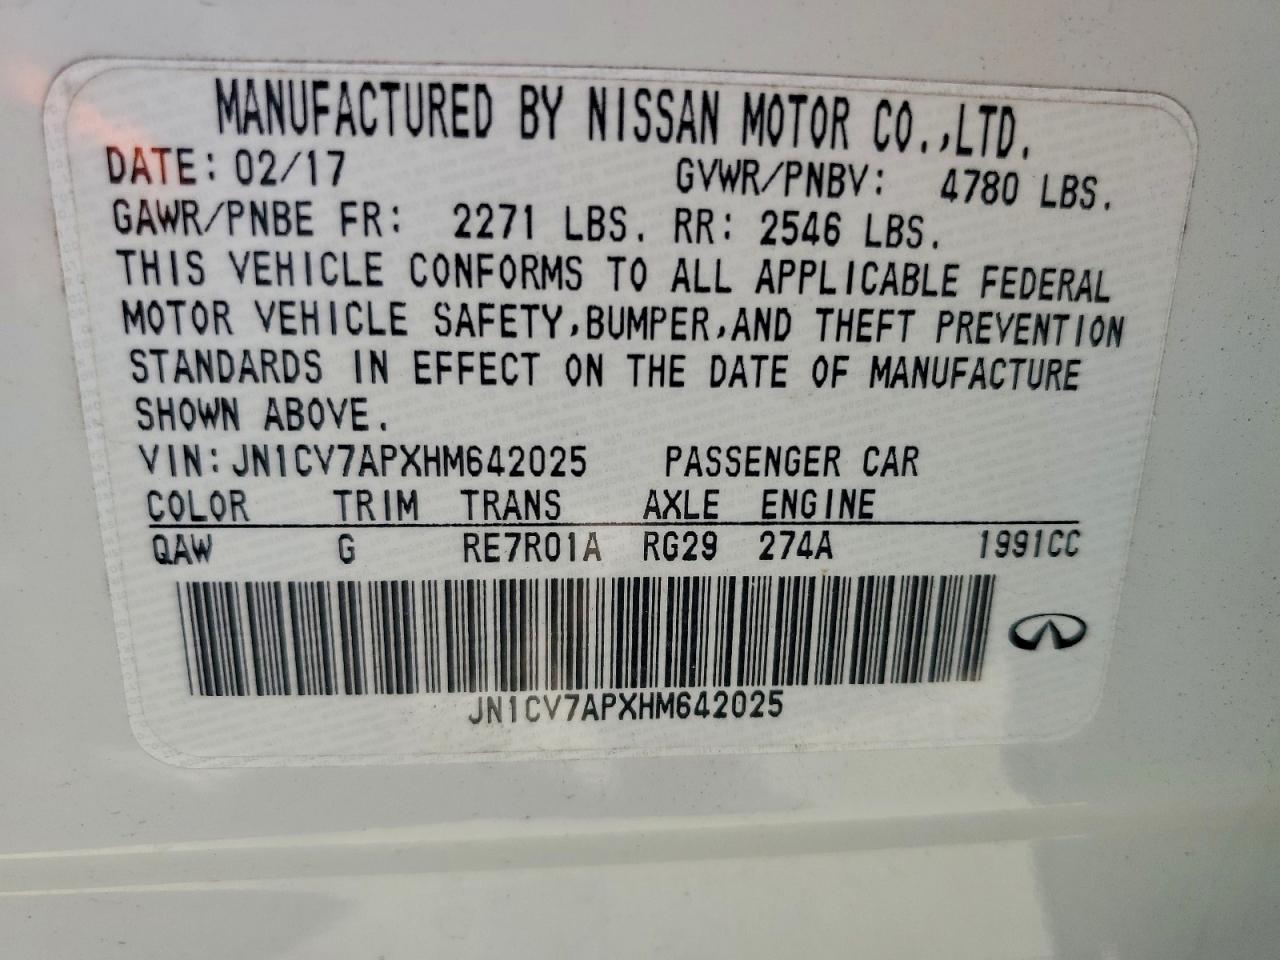 MANUFACTURED BY NISSAN MOTOR CO.,LTD.
DATE: 02/17 GVWR/PNBV: 4780 LBS.
GAWR/PNBE FR: 2271 LBS. RR: 2546 LBS.
THIS VEHICLE CONFORMS TO ALL APPLICABLE FEDERAL
MOTOR VEHICLE SAFETY,BUMPER,AND THEFT PREVENTION
STANDARDS IN EFFECT ON THE DATE OF MANUFACTURE
SHOWN ABOVE.
VIN:JN1CV7APXHM642025 PASSENGER CAR
COLOR TRIM TRANS AXLE ENGINE
QAW G RE7R01A RG29 274A 1991CC
JN1CV7APXHM642025